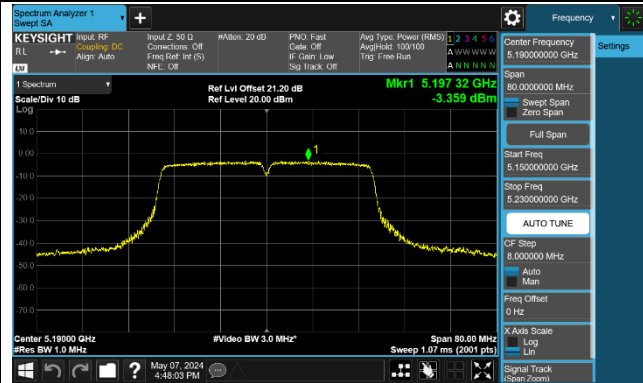 Spectrum Analyzer 1
Swept SA
Frequency
KEYSIGHT
RL
LXI
Input: RF
Coupling: DC
Align: Auto
Input Z: 50 Ω
Corrections: Off
Freq Ref: Int (S)
NFE: Off
#Atten: 20 dB
PNO: Fast
Gate: Off
IF Gain: Low
Sig Track: Off
Avg Type: Power (RMS)
Avg|Hold: 100/100
Trig: Free Run
1 2 3 4 5 6
A W W W W W
A N N N N N
1 Spectrum
Scale/Div 10 dB
Log
Ref Lvl Offset 21.20 dB
Ref Level 20.00 dBm
Mkr1 5.197 32 GHz
-3.359 dBm
10.0
0.00
-10.0
-20.0
-30.0
-40.0
-50.0
-60.0
-70.0
1
Center 5.19000 GHz
#Res BW 1.0 MHz
#Video BW 3.0 MHz*
Span 80.00 MHz
Sweep 1.07 ms (2001 pts)
May 07, 2024
4:48:03 PM
Center Frequency
5.190000000 GHz
Span
80.0000000 MHz
Swept Span
Zero Span
Full Span
Start Freq
5.150000000 GHz
Stop Freq
5.230000000 GHz
AUTO TUNE
CF Step
8.000000 MHz
Auto
Man
Freq Offset
0 Hz
X Axis Scale
Log
Lin
Signal Track
(Span Zoom)
Settings